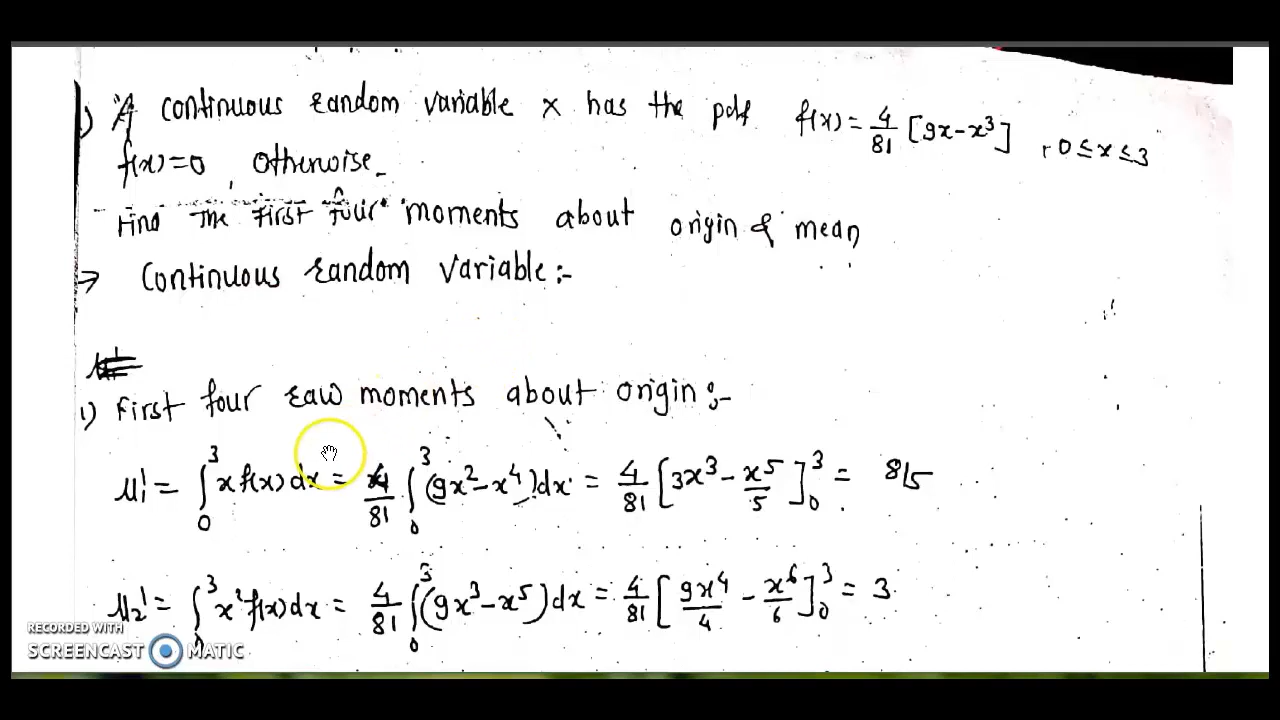 1) A continuous random variable x has the pdf f(x) = 4/81 [9x-x³] , 0 ≤ x ≤ 3
f(x)=0, otherwise.
Find The First four moments about origin & mean
→ Continuous random variable:-
1) First four raw moments about origin:-
μ₁' = ∫₀³ x f(x) dx = 4/81 ∫₀³ (9x²-x⁴)dx = 4/81 [3x³ - x⁵/5]₀³ = 8/5
μ₂' = ∫₀³ x² f(x) dx = 4/81 ∫₀³ (9x³-x⁵)dx = 4/81 [9x⁴/4 - x⁶/6]₀³ = 3
RECORDED WITH
SCREENCAST MATIC